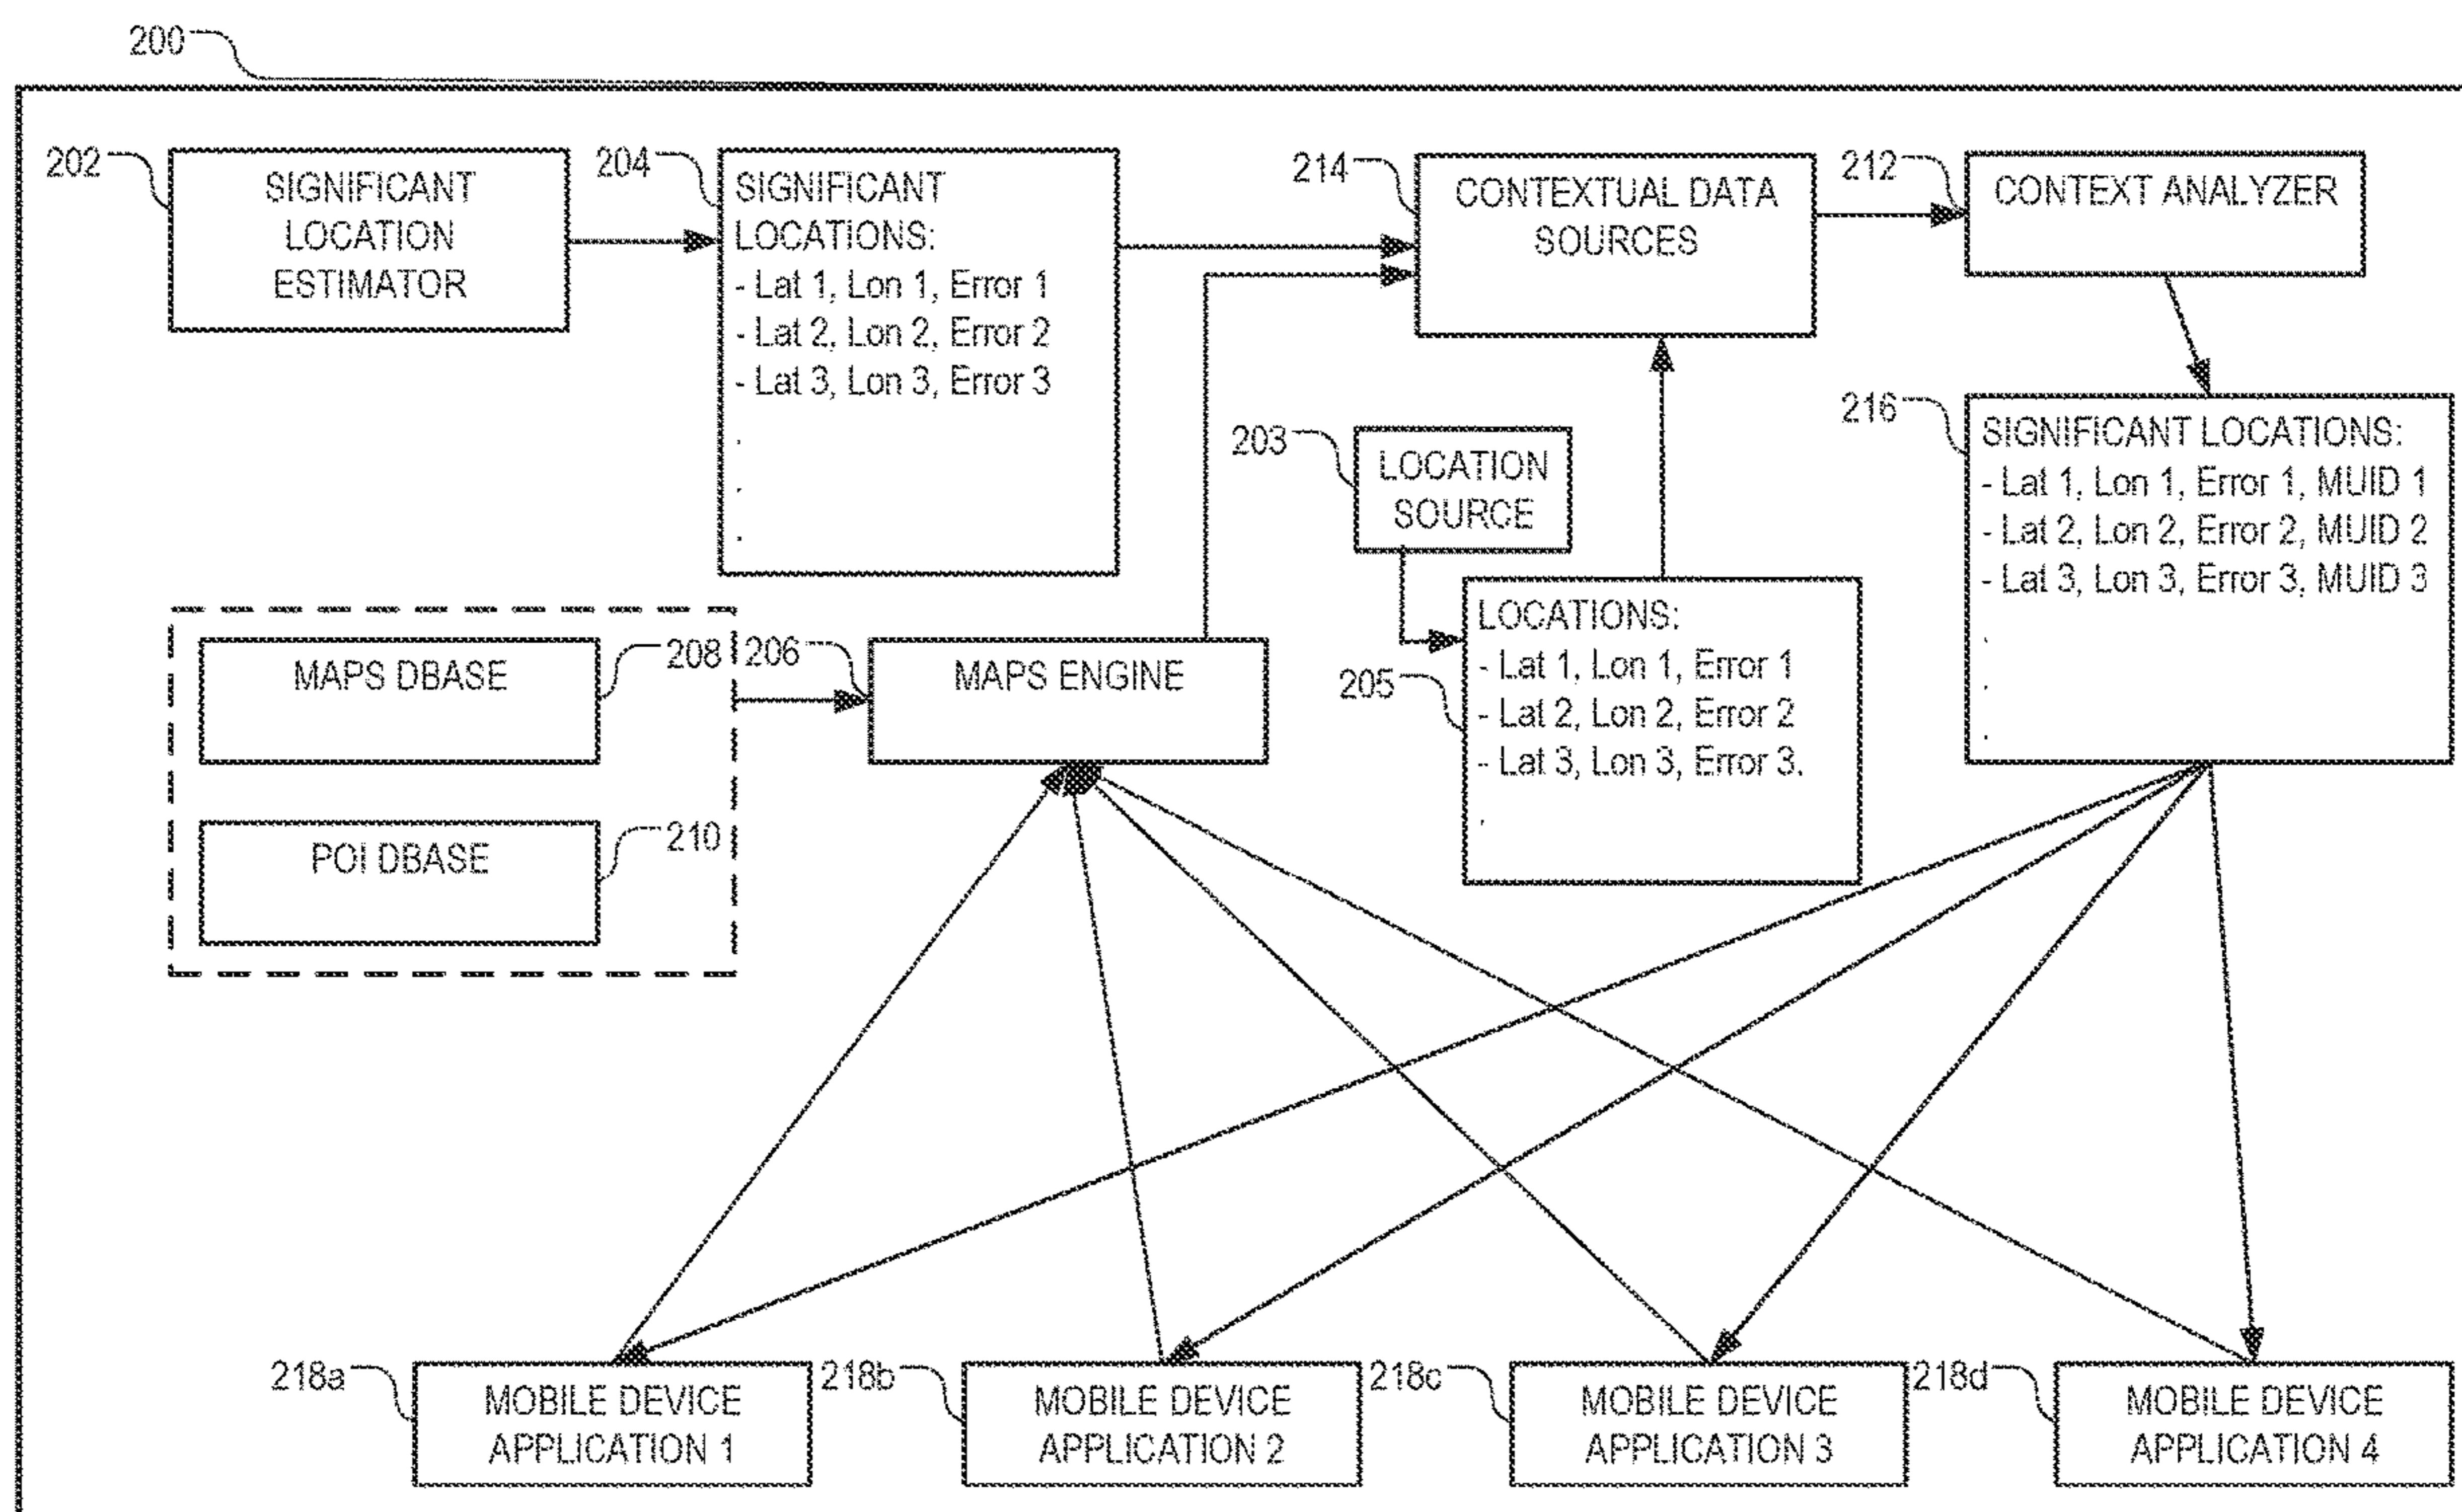 200
202
SIGNIFICANT
LOCATION
ESTIMATOR
204
SIGNIFICANT
LOCATIONS:
- Lat 1, Lon 1, Error 1
- Lat 2, Lon 2, Error 2
- Lat 3, Lon 3, Error 3
.
.
.
214
CONTEXTUAL DATA
SOURCES
212
CONTEXT ANALYZER
203
LOCATION
SOURCE
216
SIGNIFICANT LOCATIONS:
- Lat 1, Lon 1, Error 1, MUID 1
- Lat 2, Lon 2, Error 2, MUID 2
- Lat 3, Lon 3, Error 3, MUID 3
.
.
.
MAPS DBASE
208
POI DBASE
210
206
MAPS ENGINE
205
LOCATIONS:
- Lat 1, Lon 1, Error 1
- Lat 2, Lon 2, Error 2
- Lat 3, Lon 3, Error 3.
.
218a
MOBILE DEVICE
APPLICATION 1
218b
MOBILE DEVICE
APPLICATION 2
218c
MOBILE DEVICE
APPLICATION 3
218d
MOBILE DEVICE
APPLICATION 4